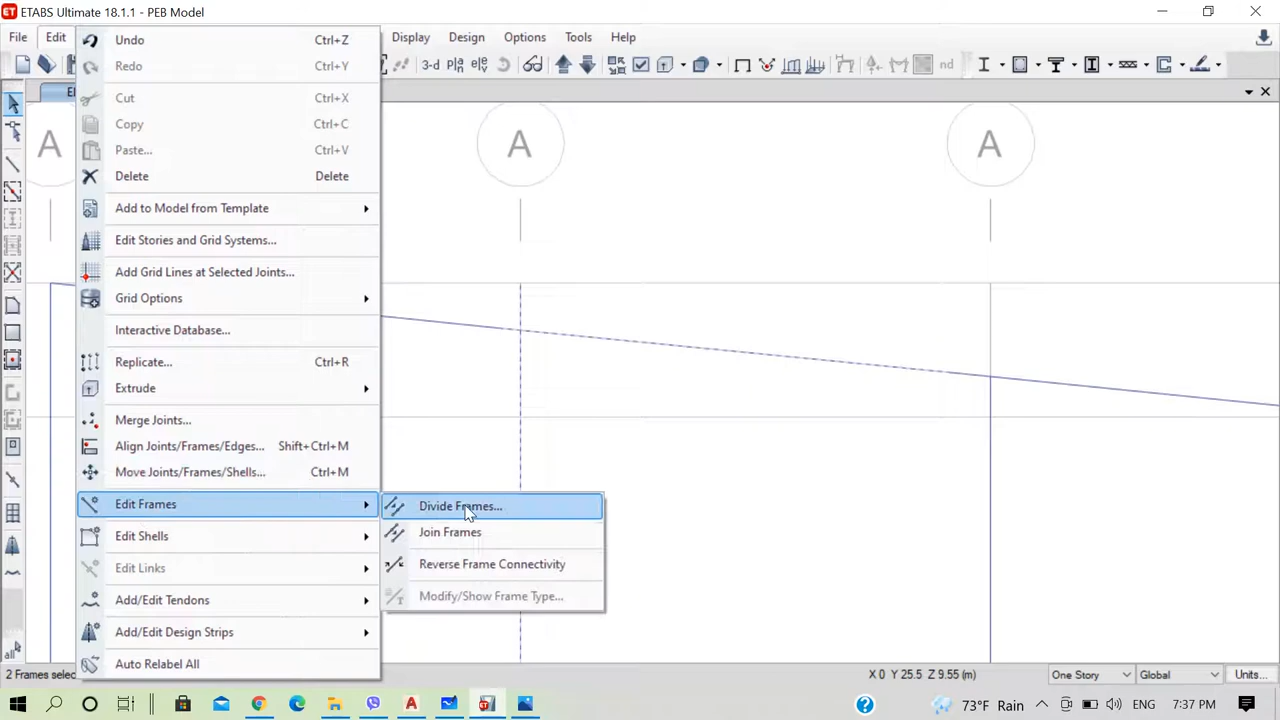 ETABS Ultimate 18.1.1 - PEB Model
File Edit Display Design Options Tools Help
Undo Ctrl+Z
Redo Ctrl+Y
Cut Ctrl+X
Copy Ctrl+C
Paste... Ctrl+V
Delete Delete
Add to Model from Template
Edit Stories and Grid Systems...
Add Grid Lines at Selected Joints...
Grid Options
Interactive Database...
Replicate... Ctrl+R
Extrude
Merge Joints...
Align Joints/Frames/Edges... Shift+Ctrl+M
Move Joints/Frames/Shells... Ctrl+M
Edit Frames
Edit Shells
Edit Links
Add/Edit Tendons
Add/Edit Design Strips
Auto Relabel All
Divide Frames...
Join Frames
Reverse Frame Connectivity
Modify/Show Frame Type...
3-d
nd
A A A
all
2 Frames selec
X 0 Y 25.5 Z 9.55 (m)
One Story Global Units...
73°F Rain ENG 7:37 PM